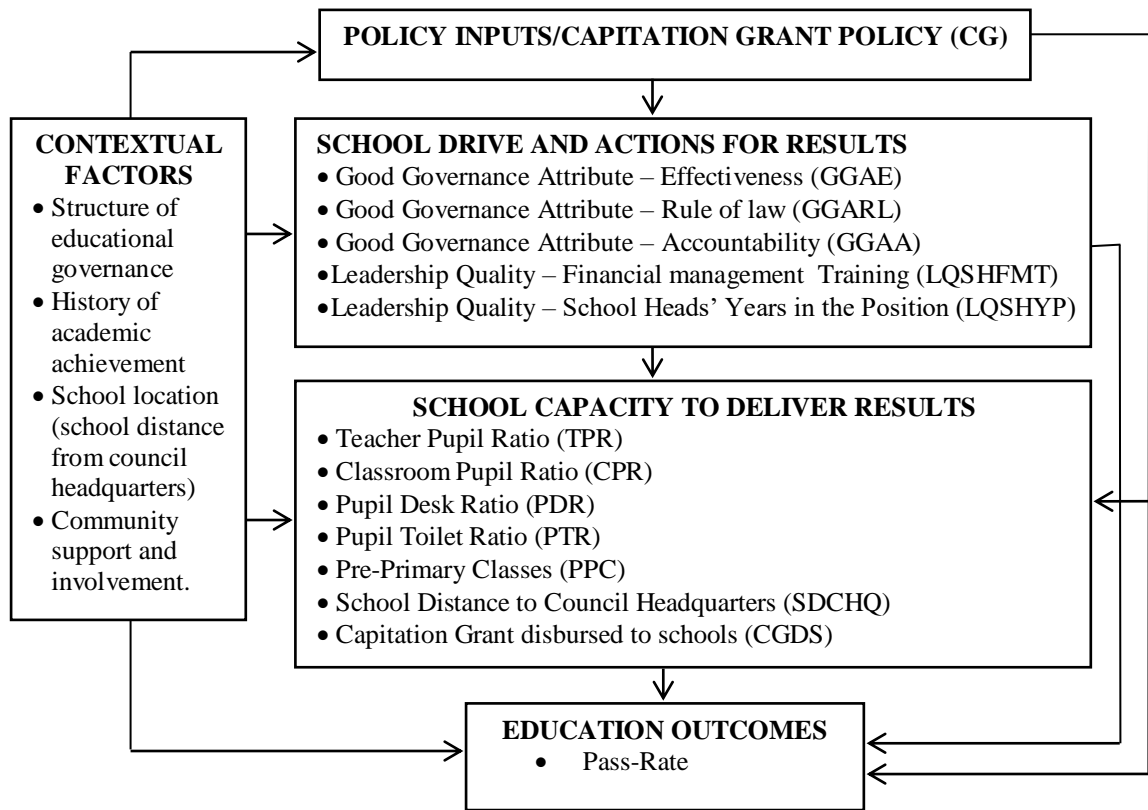 POLICY INPUTS/CAPITATION GRANT POLICY (CG)
CONTEXTUAL
FACTORS
• Structure of
educational
governance
• History of
academic
achievement
• School location
(school distance
from council
headquarters)
• Community
support and
involvement.
SCHOOL DRIVE AND ACTIONS FOR RESULTS
• Good Governance Attribute – Effectiveness (GGAE)
• Good Governance Attribute – Rule of law (GGARL)
• Good Governance Attribute – Accountability (GGAA)
• Leadership Quality – Financial management Training (LQSHFMT)
• Leadership Quality – School Heads’ Years in the Position (LQSHYP)
SCHOOL CAPACITY TO DELIVER RESULTS
• Teacher Pupil Ratio (TPR)
• Classroom Pupil Ratio (CPR)
• Pupil Desk Ratio (PDR)
• Pupil Toilet Ratio (PTR)
• Pre-Primary Classes (PPC)
• School Distance to Council Headquarters (SDCHQ)
• Capitation Grant disbursed to schools (CGDS)
EDUCATION OUTCOMES
• Pass-Rate